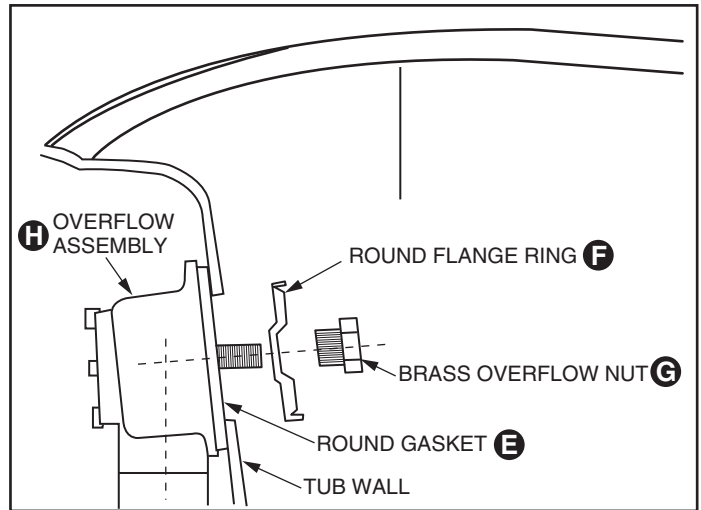 H OVERFLOW
ASSEMBLY
ROUND FLANGE RING F
BRASS OVERFLOW NUT G
ROUND GASKET E
TUB WALL